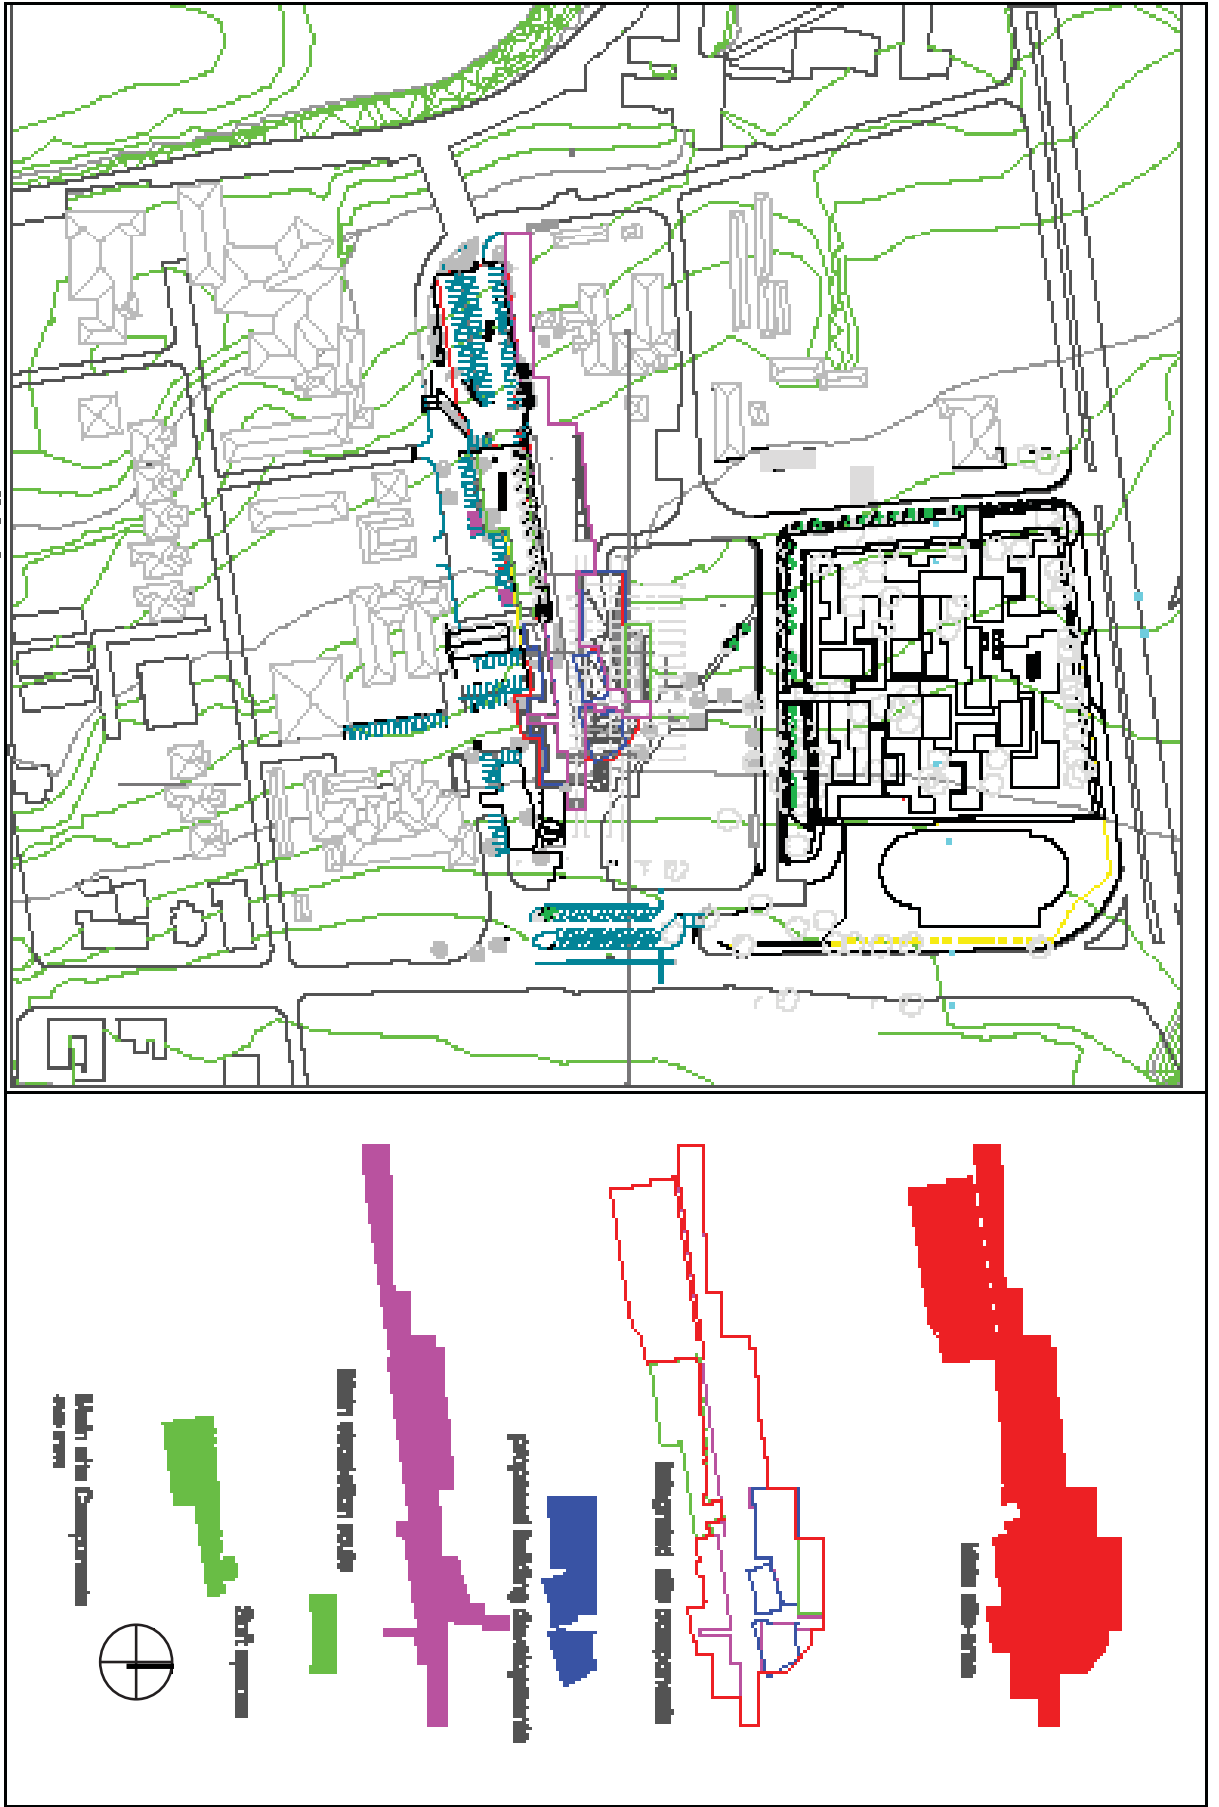 Main site Components
Soft spaces
Main circulation route
proposed building developments
Integrated site components
Main site-area